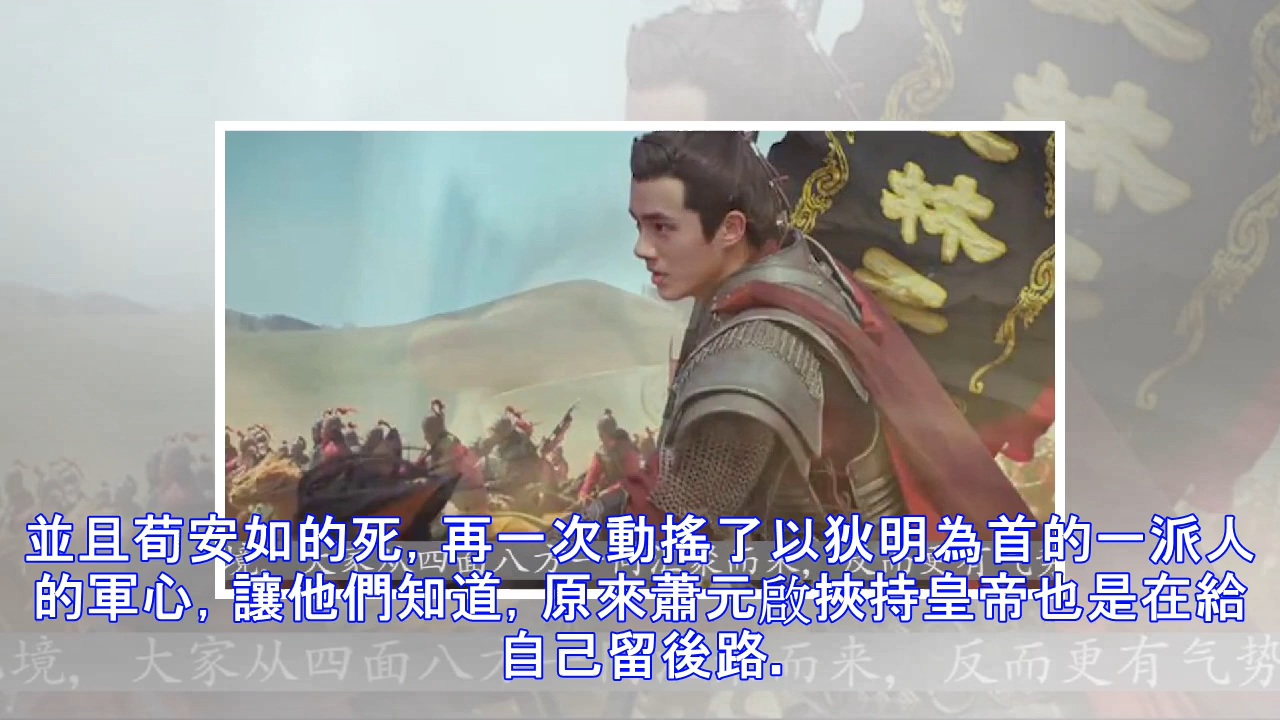 林
並且荀安如的死,再一次動搖了以狄明為首的一派人
的軍心,讓他們知道,原來蕭元啟挾持皇帝也是在給
自己留後路.
境,大家从四面八方
而来,反而更有气势